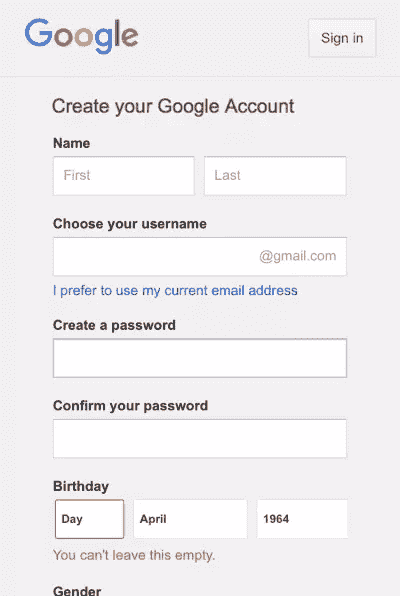 Google
Sign in
Create your Google Account
Name
First Last
Choose your username
@gmail.com
I prefer to use my current email address
Create a password
Confirm your password
Birthday
Day April 1964
You can't leave this empty.
Gender